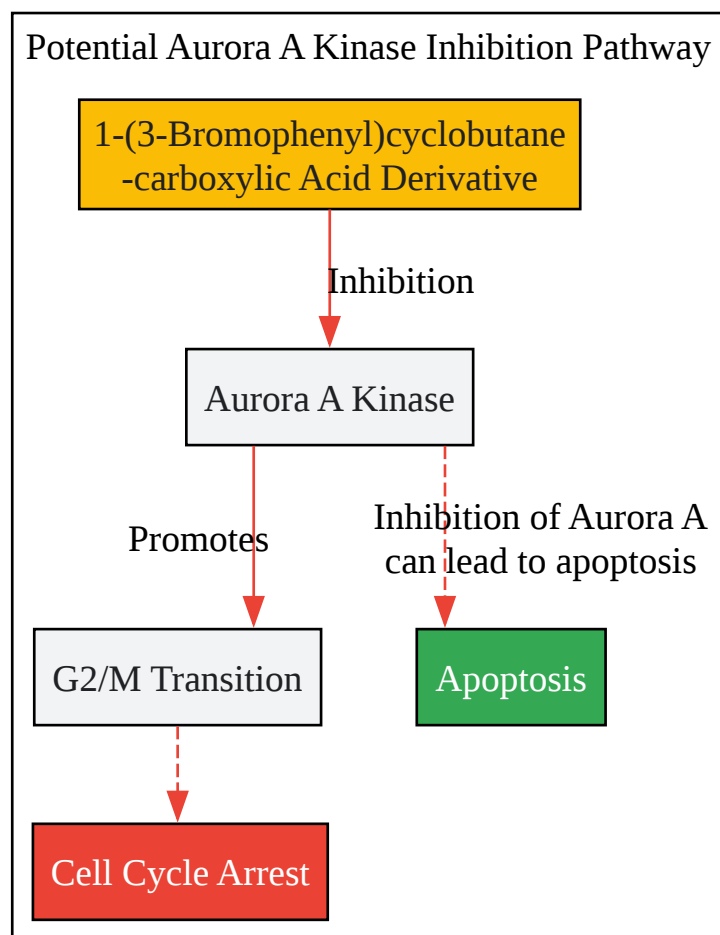 Potential Aurora A Kinase Inhibition Pathway
1-(3-Bromophenyl)cyclobutane
-carboxylic Acid Derivative
Inhibition
Aurora A Kinase
Promotes
Inhibition of Aurora A
can lead to apoptosis
G2/M Transition
Apoptosis
Cell Cycle Arrest